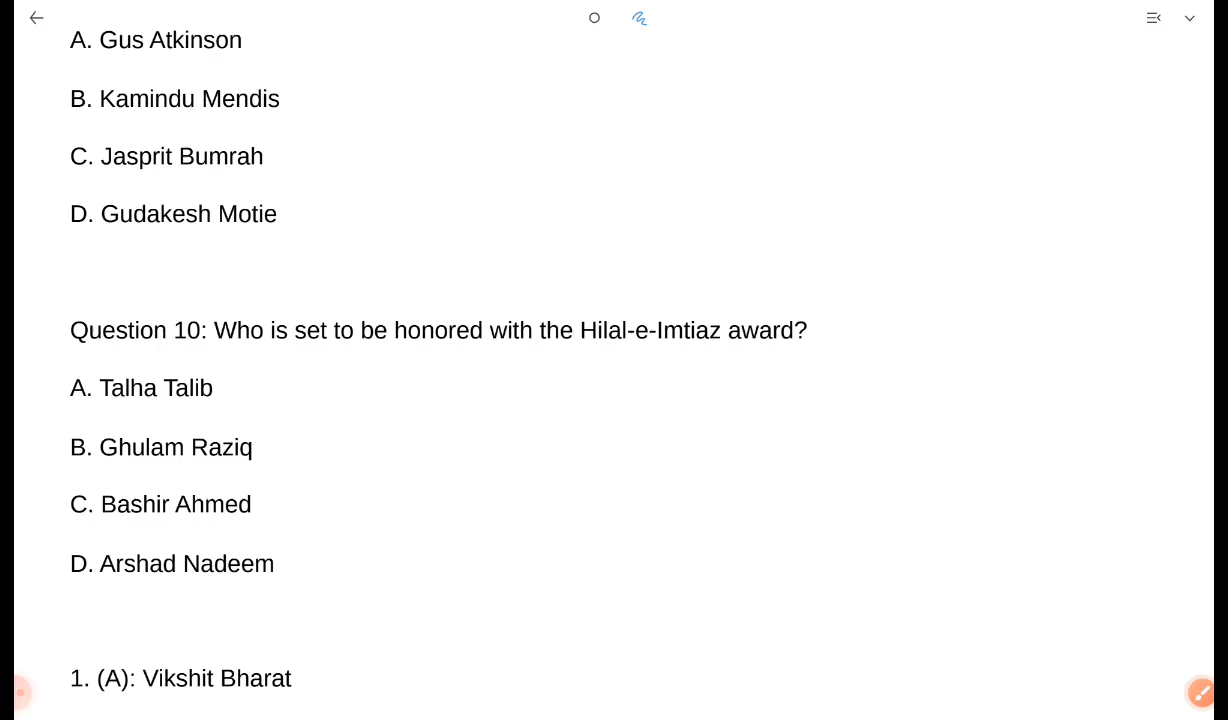 A. Gus Atkinson
B. Kamindu Mendis
C. Jasprit Bumrah
D. Gudakesh Motie
Question 10: Who is set to be honored with the Hilal-e-Imtiaz award?
A. Talha Talib
B. Ghulam Raziq
C. Bashir Ahmed
D. Arshad Nadeem
1. (A): Vikshit Bharat